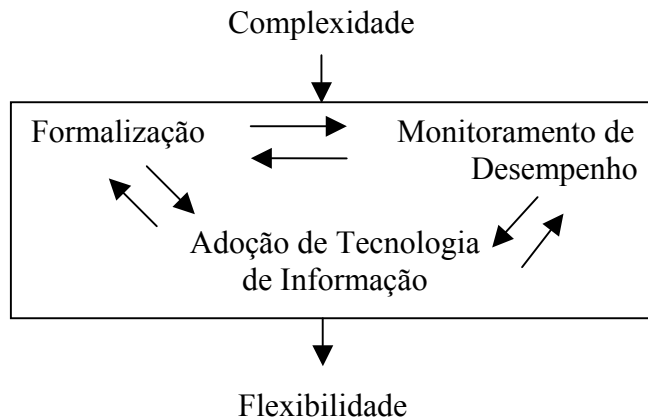 Complexidade
Formalização
Monitoramento de
Desempenho
Adoção de Tecnologia
de Informação
Flexibilidade